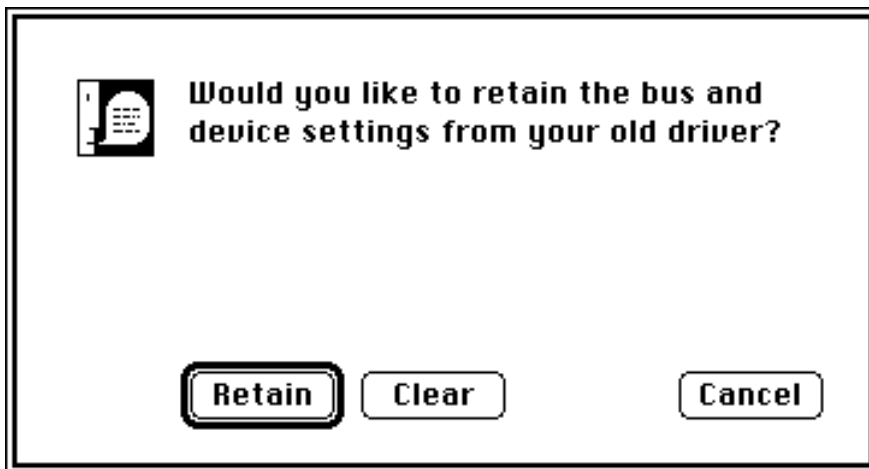 Would you like to retain the bus and
device settings from your old driver?
Retain Clear Cancel